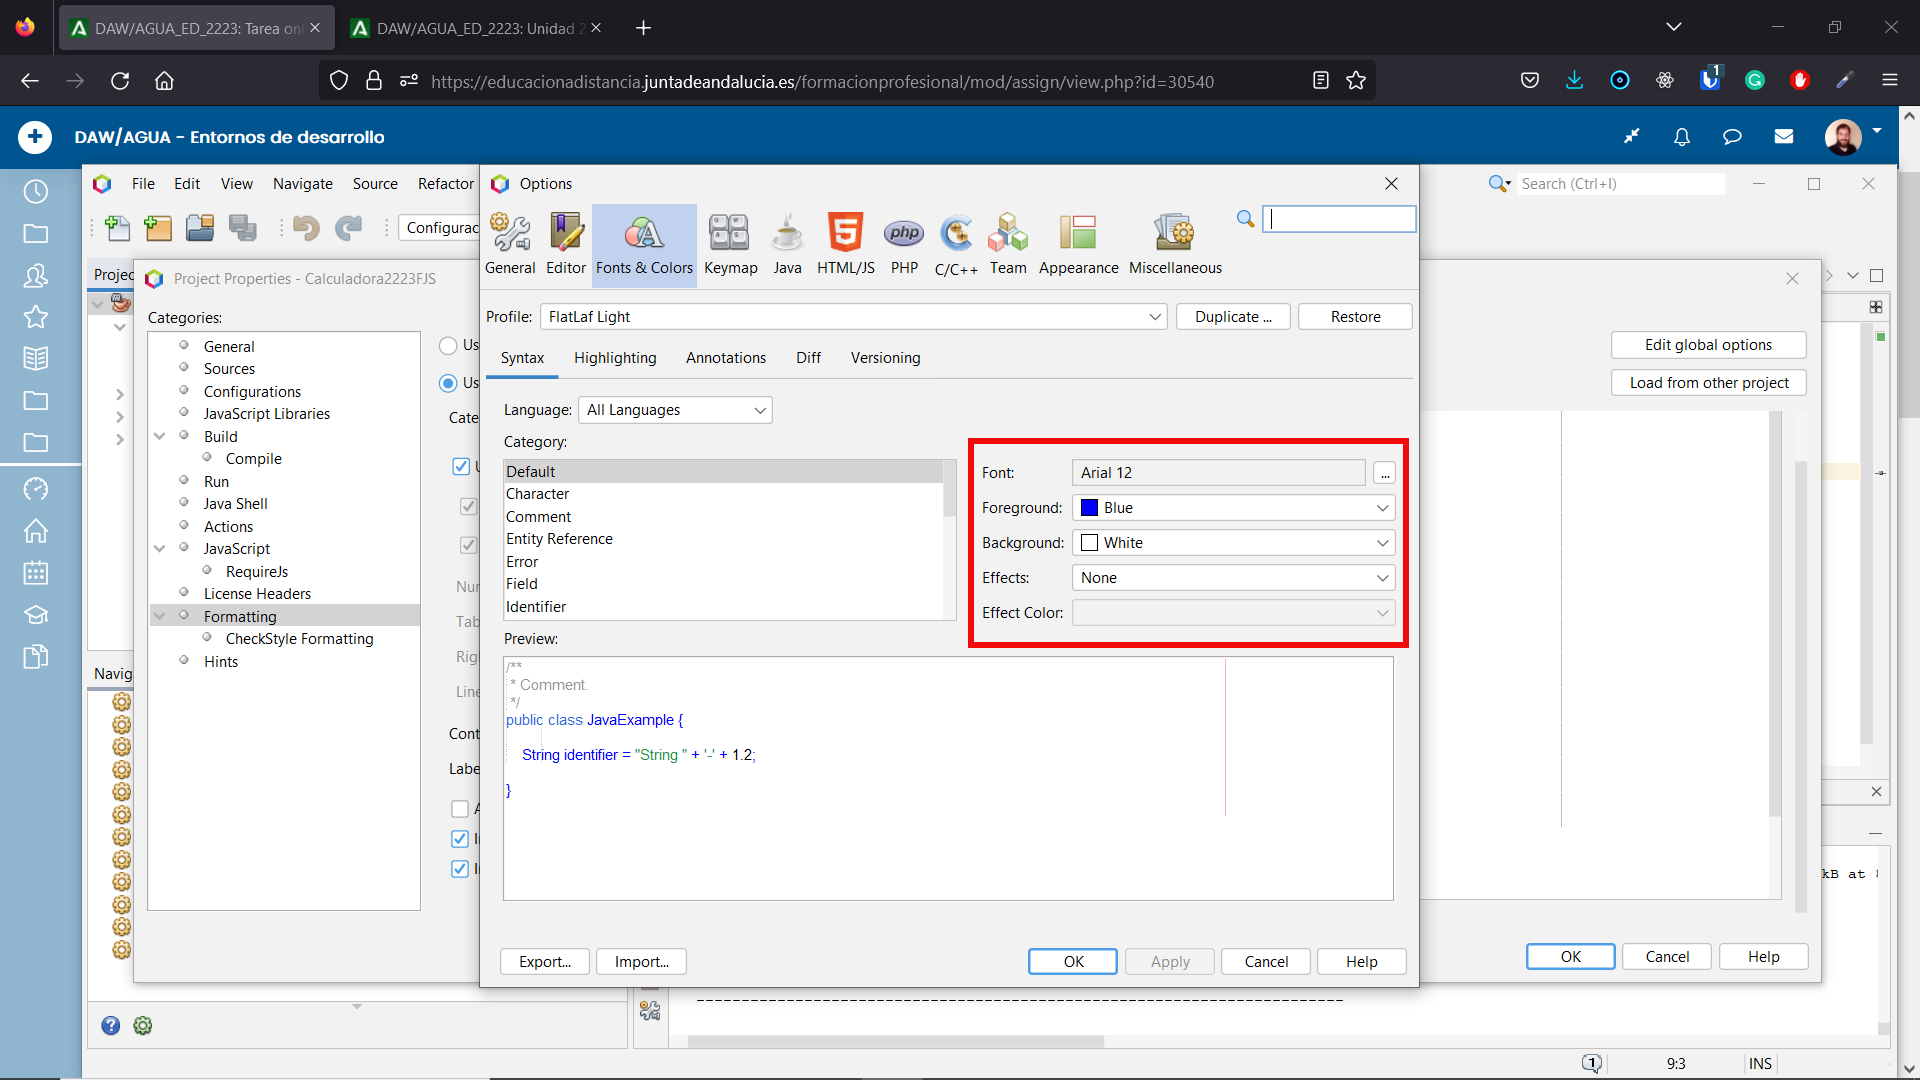 DAW/AGUA_ED_2223: Tarea onl
DAW/AGUA_ED_2223: Unidad 2
https://educacionadistancia.juntadeandalucia.es/formacionprofesional/mod/assign/view.php?id=30540
1
DAW/AGUA - Entornos de desarrollo
File Edit View Navigate Source Refactor
Options
Search (Ctrl+I)
Configurac
General Editor Fonts & Colors Keymap Java HTML/JS PHP C/C++ Team Appearance Miscellaneous
Projec
Project Properties - Calculadora2223FJS
Categories:
General
Sources
Configurations
JavaScript Libraries
Build
Compile
Run
Java Shell
Actions
JavaScript
RequireJs
License Headers
Formatting
CheckStyle Formatting
Hints
Us
Us
Cate
Nur
Tab
Rig
Line
Cont
Labe
Profile: FlatLaf Light Duplicate ... Restore
Syntax Highlighting Annotations Diff Versioning
Language: All Languages
Category:
Default
Character
Comment
Entity Reference
Error
Field
Identifier
Font: Arial 12 ...
Foreground: Blue
Background: White
Effects: None
Effect Color:
Preview:
/**
* Comment.
*/
public class JavaExample {
String identifier = "String " + '-' + 1.2;
}
Export... Import... OK Apply Cancel Help
Edit global options
Load from other project
OK Cancel Help
Navig
kB at
1 9:3 INS